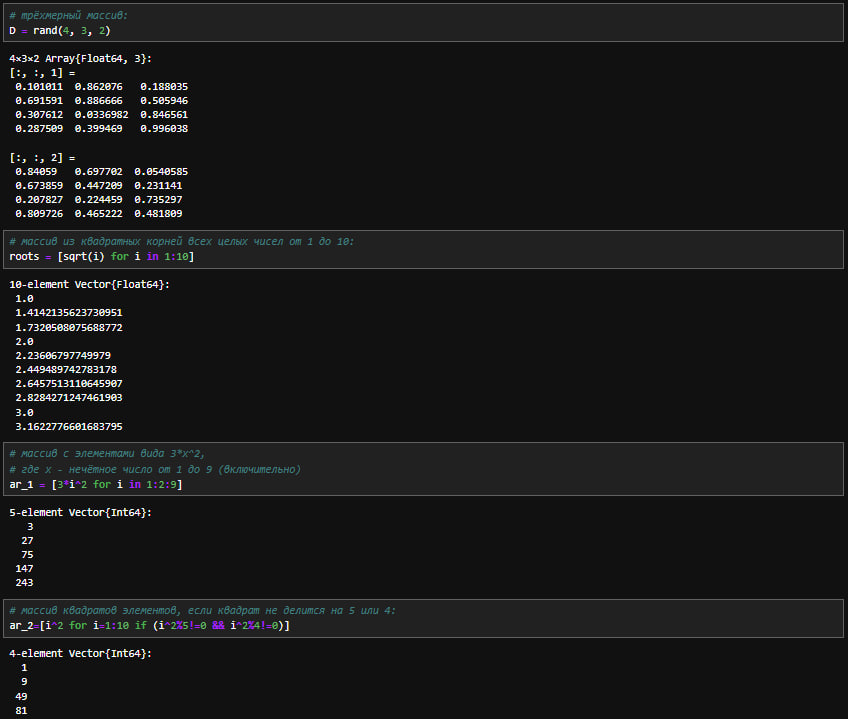 # трёхмерный массив:
D = rand(4, 3, 2)
4×3×2 Array{Float64, 3}:
[:, :, 1] =
 0.101011  0.862076   0.188035
 0.691591  0.886666   0.505946
 0.307612  0.0336982  0.846561
 0.287509  0.399469   0.996038
[:, :, 2] =
 0.84059   0.697702  0.0540585
 0.673859  0.447209  0.231141
 0.207827  0.224459  0.735297
 0.809726  0.465222  0.481809
# массив из квадратных корней всех целых чисел от 1 до 10:
roots = [sqrt(i) for i in 1:10]
10-element Vector{Float64}:
 1.0
 1.4142135623730951
 1.7320508075688772
 2.0
 2.23606797749979
 2.449489742783178
 2.6457513110645907
 2.8284271247461903
 3.0
 3.1622776601683795
# массив с элементами вида 3*x^2,
# где x - нечётное число от 1 до 9 (включительно)
ar_1 = [3*i^2 for i in 1:2:9]
5-element Vector{Int64}:
   3
  27
  75
 147
 243
# массив квадратов элементов, если квадрат не делится на 5 или 4:
ar_2=[i^2 for i=1:10 if (i^2%5!=0 && i^2%4!=0)]
4-element Vector{Int64}:
  1
  9
 49
 81